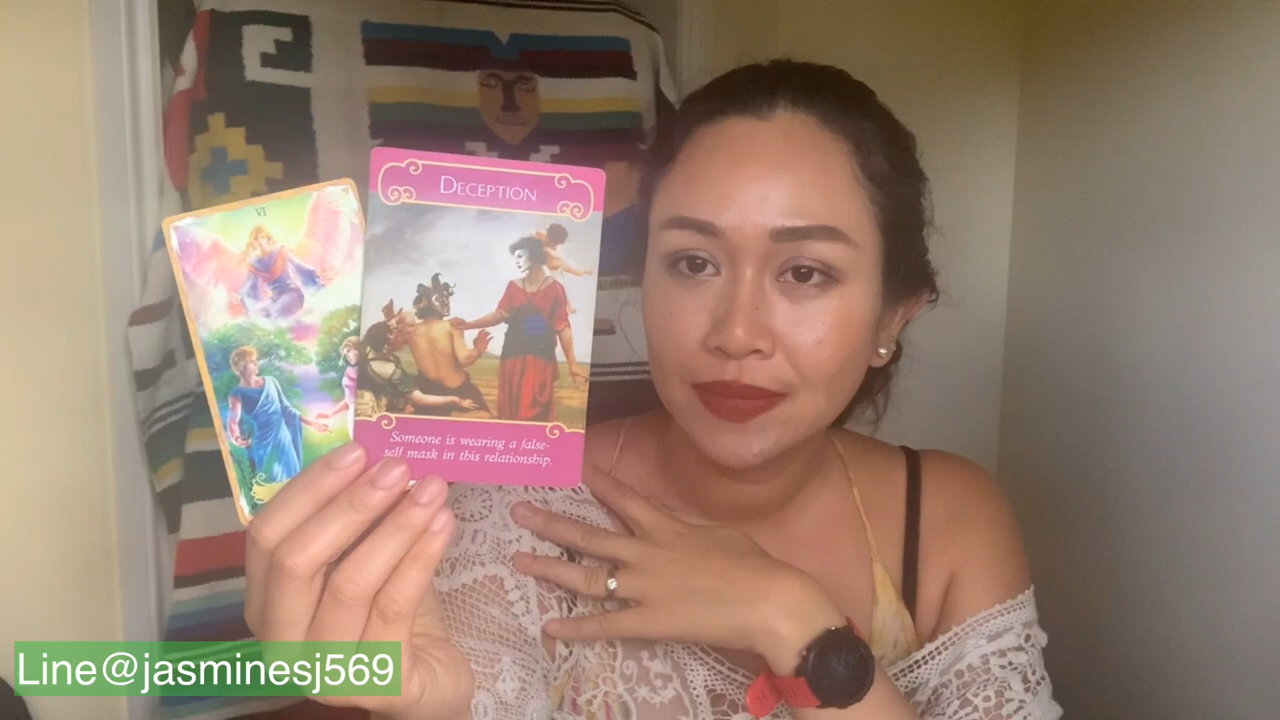 VI
DECEPTION
Someone is wearing a false-
self mask in this relationship.
Line@jasminesj569